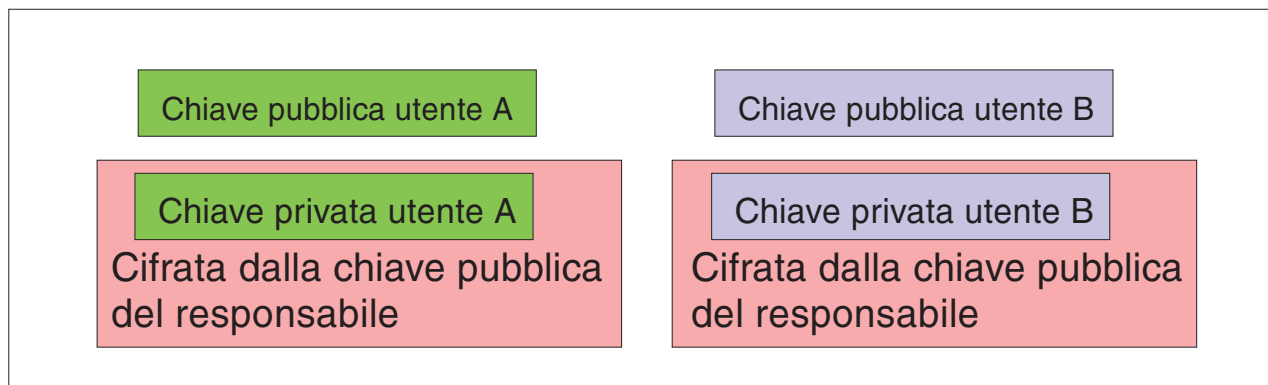 Chiave pubblica utente A
Chiave pubblica utente B
Chiave privata utente A
Cifrata dalla chiave pubblica
del responsabile
Chiave privata utente B
Cifrata dalla chiave pubblica
del responsabile